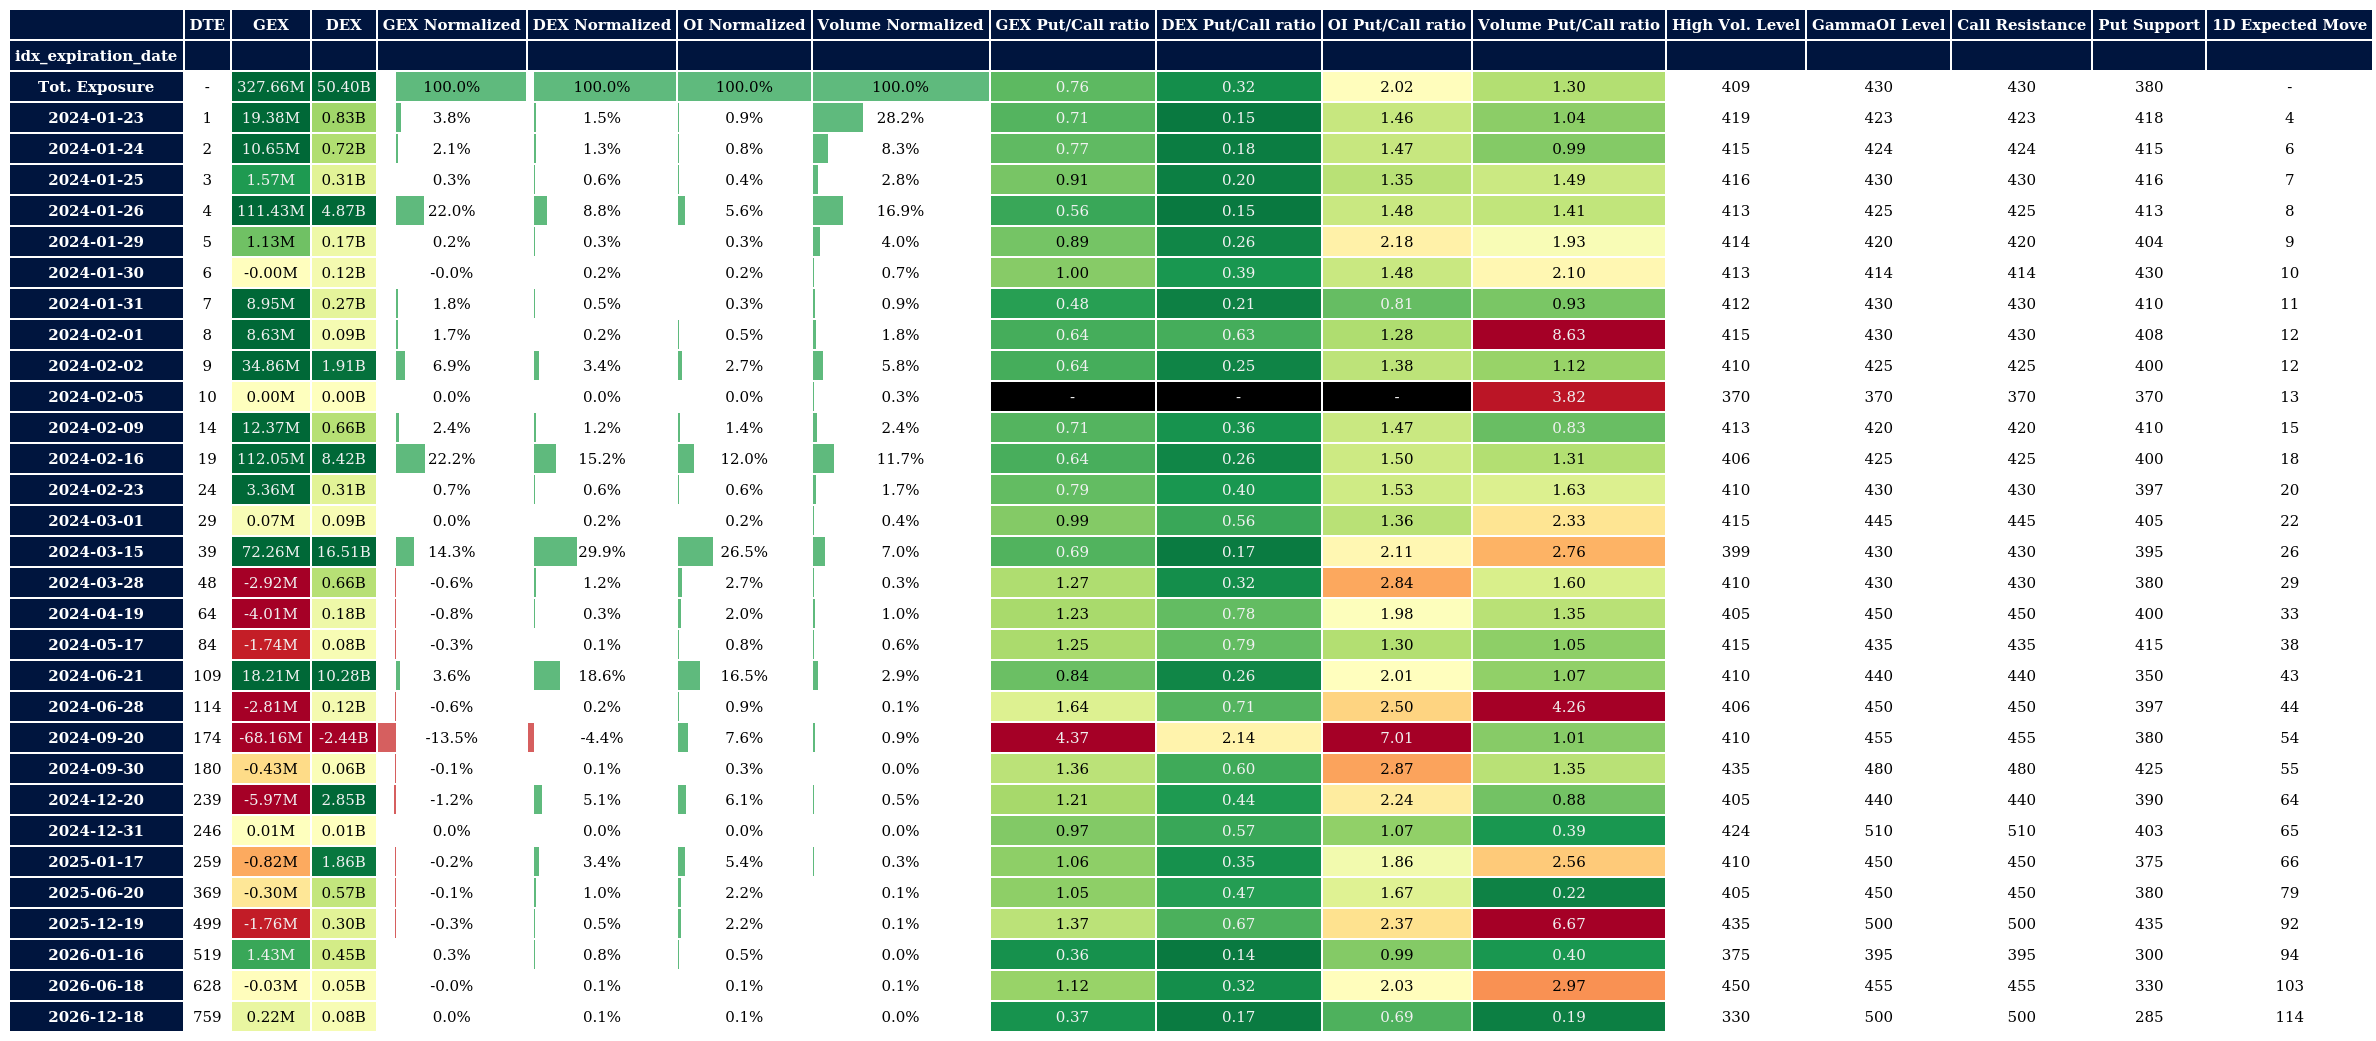 DTE GEX DEX GEX Normalized DEX Normalized OI Normalized Volume Normalized GEX Put/Call ratio DEX Put/Call ratio OI Put/Call ratio Volume Put/Call ratio High Vol. Level GammaOI Level Call Resistance Put Support 1D Expected Move
idx_expiration_date
Tot. Exposure - 327.66M 50.40B 100.0% 100.0% 100.0% 100.0% 0.76 0.32 2.02 1.30 409 430 430 380 -
2024-01-23 1 19.38M 0.83B 3.8% 1.5% 0.9% 28.2% 0.71 0.15 1.46 1.04 419 423 423 418 4
2024-01-24 2 10.65M 0.72B 2.1% 1.3% 0.8% 8.3% 0.77 0.18 1.47 0.99 415 424 424 415 6
2024-01-25 3 1.57M 0.31B 0.3% 0.6% 0.4% 2.8% 0.91 0.20 1.35 1.49 416 430 430 416 7
2024-01-26 4 111.43M 4.87B 22.0% 8.8% 5.6% 16.9% 0.56 0.15 1.48 1.41 413 425 425 413 8
2024-01-29 5 1.13M 0.17B 0.2% 0.3% 0.3% 4.0% 0.89 0.26 2.18 1.93 414 420 420 404 9
2024-01-30 6 -0.00M 0.12B -0.0% 0.2% 0.2% 0.7% 1.00 0.39 1.48 2.10 413 414 414 430 10
2024-01-31 7 8.95M 0.27B 1.8% 0.5% 0.3% 0.9% 0.48 0.21 0.81 0.93 412 430 430 410 11
2024-02-01 8 8.63M 0.09B 1.7% 0.2% 0.5% 1.8% 0.64 0.63 1.28 8.63 415 430 430 408 12
2024-02-02 9 34.86M 1.91B 6.9% 3.4% 2.7% 5.8% 0.64 0.25 1.38 1.12 410 425 425 400 12
2024-02-05 10 0.00M 0.00B 0.0% 0.0% 0.0% 0.3% - - - 3.82 370 370 370 370 13
2024-02-09 14 12.37M 0.66B 2.4% 1.2% 1.4% 2.4% 0.71 0.36 1.47 0.83 413 420 420 410 15
2024-02-16 19 112.05M 8.42B 22.2% 15.2% 12.0% 11.7% 0.64 0.26 1.50 1.31 406 425 425 400 18
2024-02-23 24 3.36M 0.31B 0.7% 0.6% 0.6% 1.7% 0.79 0.40 1.53 1.63 410 430 430 397 20
2024-03-01 29 0.07M 0.09B 0.0% 0.2% 0.2% 0.4% 0.99 0.56 1.36 2.33 415 445 445 405 22
2024-03-15 39 72.26M 16.51B 14.3% 29.9% 26.5% 7.0% 0.69 0.17 2.11 2.76 399 430 430 395 26
2024-03-28 48 -2.92M 0.66B -0.6% 1.2% 2.7% 0.3% 1.27 0.32 2.84 1.60 410 430 430 380 29
2024-04-19 64 -4.01M 0.18B -0.8% 0.3% 2.0% 1.0% 1.23 0.78 1.98 1.35 405 450 450 400 33
2024-05-17 84 -1.74M 0.08B -0.3% 0.1% 0.8% 0.6% 1.25 0.79 1.30 1.05 415 435 435 415 38
2024-06-21 109 18.21M 10.28B 3.6% 18.6% 16.5% 2.9% 0.84 0.26 2.01 1.07 410 440 440 350 43
2024-06-28 114 -2.81M 0.12B -0.6% 0.2% 0.9% 0.1% 1.64 0.71 2.50 4.26 406 450 450 397 44
2024-09-20 174 -68.16M -2.44B -13.5% -4.4% 7.6% 0.9% 4.37 2.14 7.01 1.01 410 455 455 380 54
2024-09-30 180 -0.43M 0.06B -0.1% 0.1% 0.3% 0.0% 1.36 0.60 2.87 1.35 435 480 480 425 55
2024-12-20 239 -5.97M 2.85B -1.2% 5.1% 6.1% 0.5% 1.21 0.44 2.24 0.88 405 440 440 390 64
2024-12-31 246 0.01M 0.01B 0.0% 0.0% 0.0% 0.0% 0.97 0.57 1.07 0.39 424 510 510 403 65
2025-01-17 259 -0.82M 1.86B -0.2% 3.4% 5.4% 0.3% 1.06 0.35 1.86 2.56 410 450 450 375 66
2025-06-20 369 -0.30M 0.57B -0.1% 1.0% 2.2% 0.1% 1.05 0.47 1.67 0.22 405 450 450 380 79
2025-12-19 499 -1.76M 0.30B -0.3% 0.5% 2.2% 0.1% 1.37 0.67 2.37 6.67 435 500 500 435 92
2026-01-16 519 1.43M 0.45B 0.3% 0.8% 0.5% 0.0% 0.36 0.14 0.99 0.40 375 395 395 300 94
2026-06-18 628 -0.03M 0.05B -0.0% 0.1% 0.1% 0.1% 1.12 0.32 2.03 2.97 450 455 455 330 103
2026-12-18 759 0.22M 0.08B 0.0% 0.1% 0.1% 0.0% 0.37 0.17 0.69 0.19 330 500 500 285 114